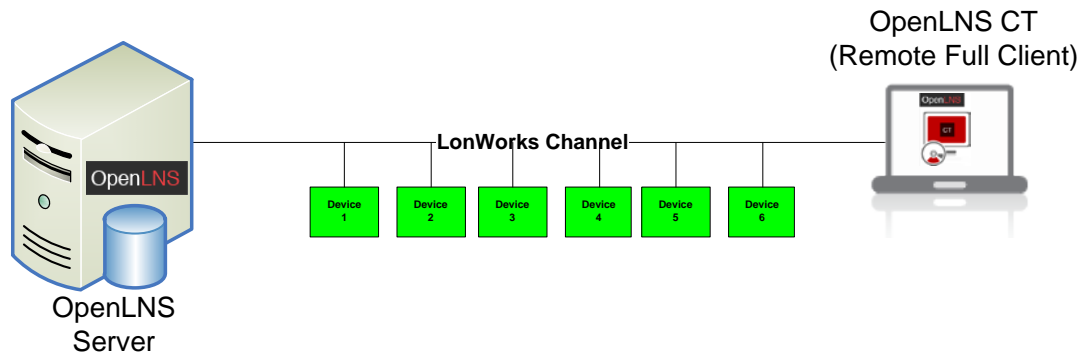 OpenLNS CT
(Remote Full Client)
OpenLNS
CT
OpenLNS
LonWorks Channel
Device
1
Device
2
Device
3
Device
4
Device
5
Device
6
OpenLNS
Server